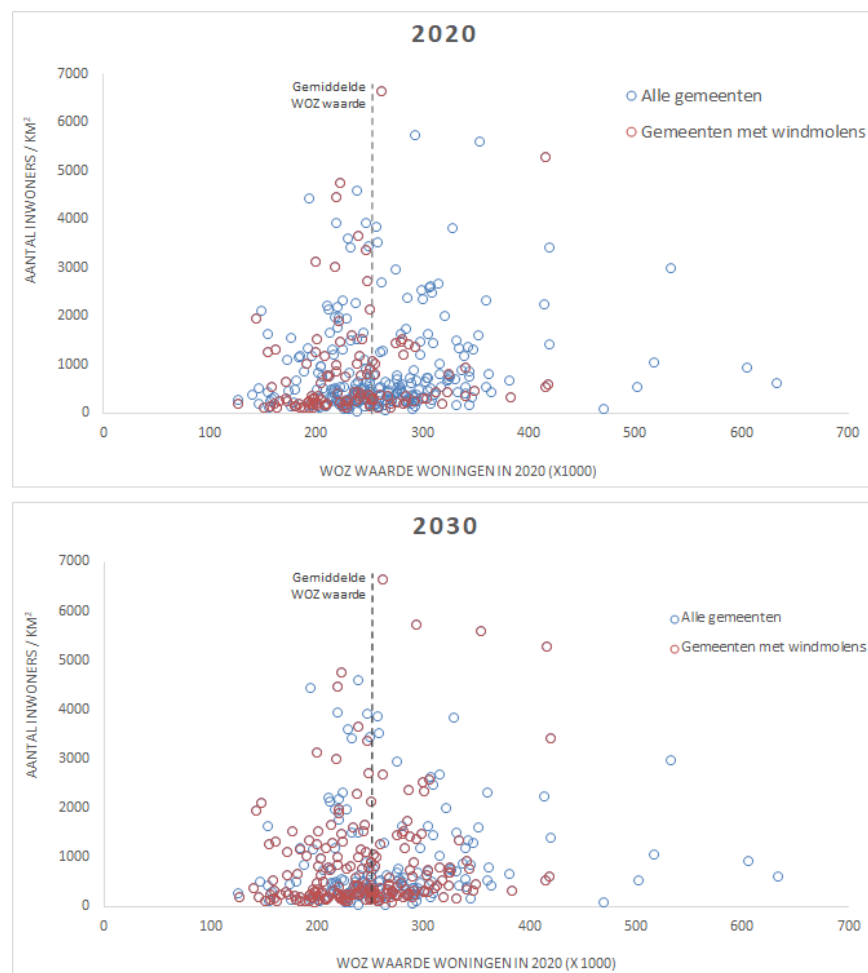 2020
7000
Gemiddelde
WOZ waarde
Alle gemeenten
6000
Gemeenten met windmolens
5000
4000
3000
2000
1000
0
AANTAL INWONERS / KM²
0 100 200 300 400 500 600 700
WOZ WAARDE WONINGEN IN 2020 (X1000)
2030
7000
Gemiddelde
WOZ waarde
6000
Alle gemeenten
Gemeenten met windmolens
5000
4000
3000
2000
1000
0
AANTAL INWONERS / KM²
0 100 200 300 400 500 600 700
WOZ WAARDE WONINGEN IN 2020 (X 1000)